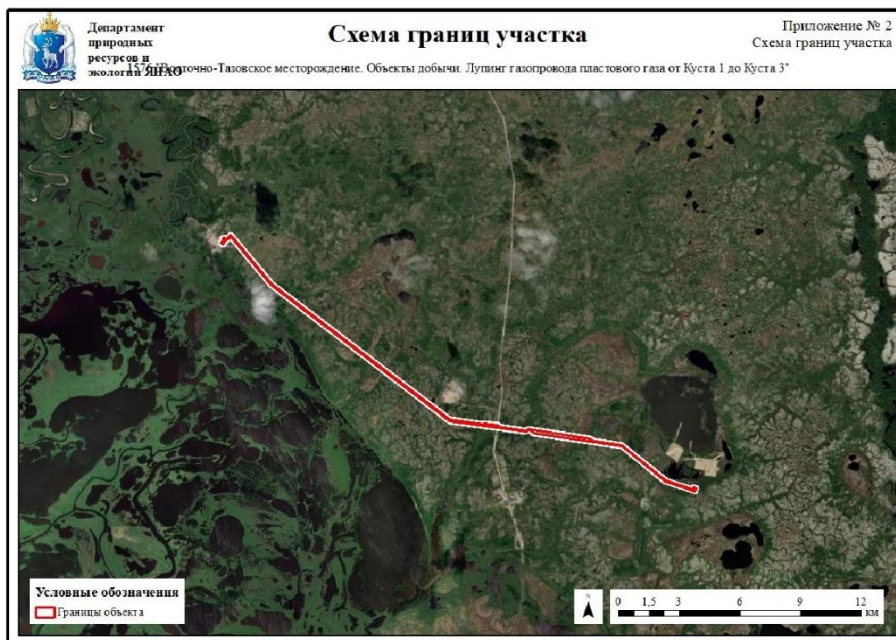 Департамент
природных
ресурсов и
экологии ЯНАО
Схема границ участка
Приложение № 2
Схема границ участка
1576 "Восточно-Тазовское месторождение. Объекты добычи. Лупинг газопровода пластового газа от Куста 1 до Куста 3"
Условные обозначения
Границы объекта
N
0 1,5 3 6 9 12
км